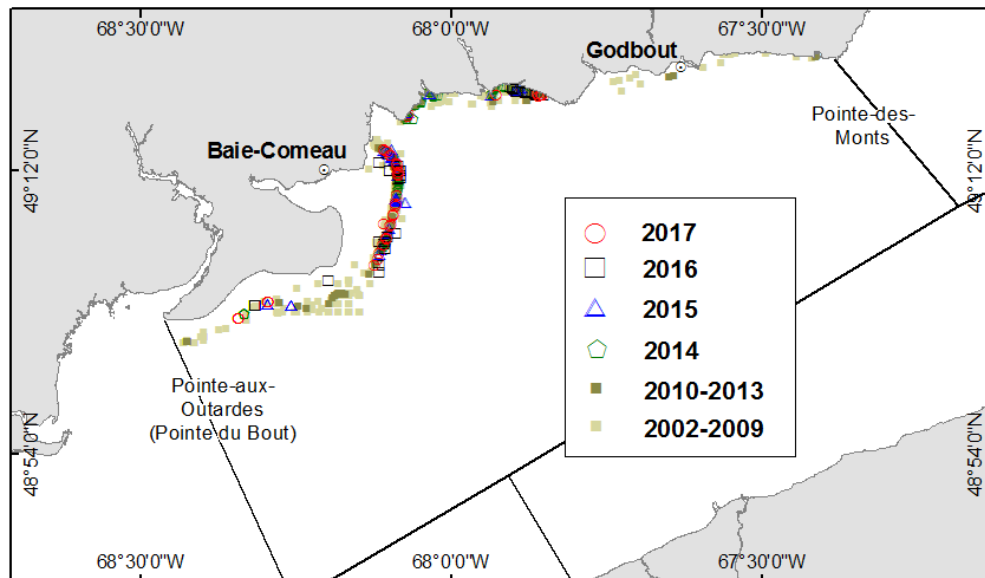 68°30'0"W
68°0'0"W
67°30'0"W
Godbout
Pointe-des-
Monts
Baie-Comeau
49°12'0"N
49°12'0"N
2017
2016
2015
2014
2010-2013
2002-2009
Pointe-aux-
Outardes
(Pointe du Bout)
48°54'0"N
48°54'0"N
68°30'0"W
68°0'0"W
67°30'0"W